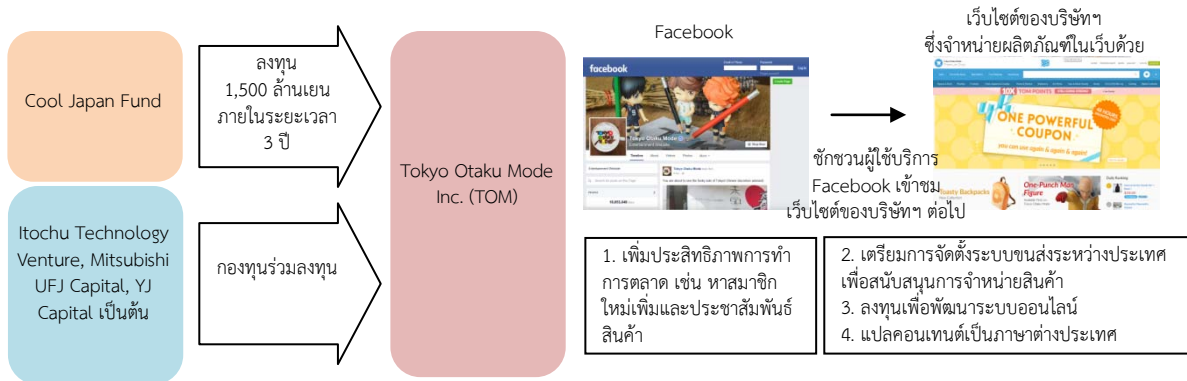 Cool Japan Fund
ลงทุน
1,500 ล้านเยน
ภายในระยะเวลา
3 ปี
Itochu Technology
Venture, Mitsubishi
UFJ Capital, YJ
Capital เป็นต้น
กองทุนร่วมลงทุน
Tokyo Otaku Mode
Inc. (TOM)
Facebook
facebook
Tokyo Otaku Mode
Timeline
ชักชวนผู้ใช้บริการ
Facebook เข้าชม
เว็บไซต์ของบริษัทฯ ต่อไป
เว็บไซต์ของบริษัทฯ
ซึ่งจำหน่ายผลิตภัณฑ์ในเว็บด้วย
10X TOM POINTS
ONE POWERFUL
COUPON
you can use again & again & again!
Toasty Backpacks
One-Punch Man
Figure
1. เพิ่มประสิทธิภาพการทำ
การตลาด เช่น หาสมาชิก
ใหม่เพิ่มและประชาสัมพันธ์
สินค้า
2. เตรียมการจัดตั้งระบบขนส่งระหว่างประเทศ
เพื่อสนับสนุนการจำหน่ายสินค้า
3. ลงทุนเพื่อพัฒนาระบบออนไลน์
4. แปลคอนเทนต์เป็นภาษาต่างประเทศ